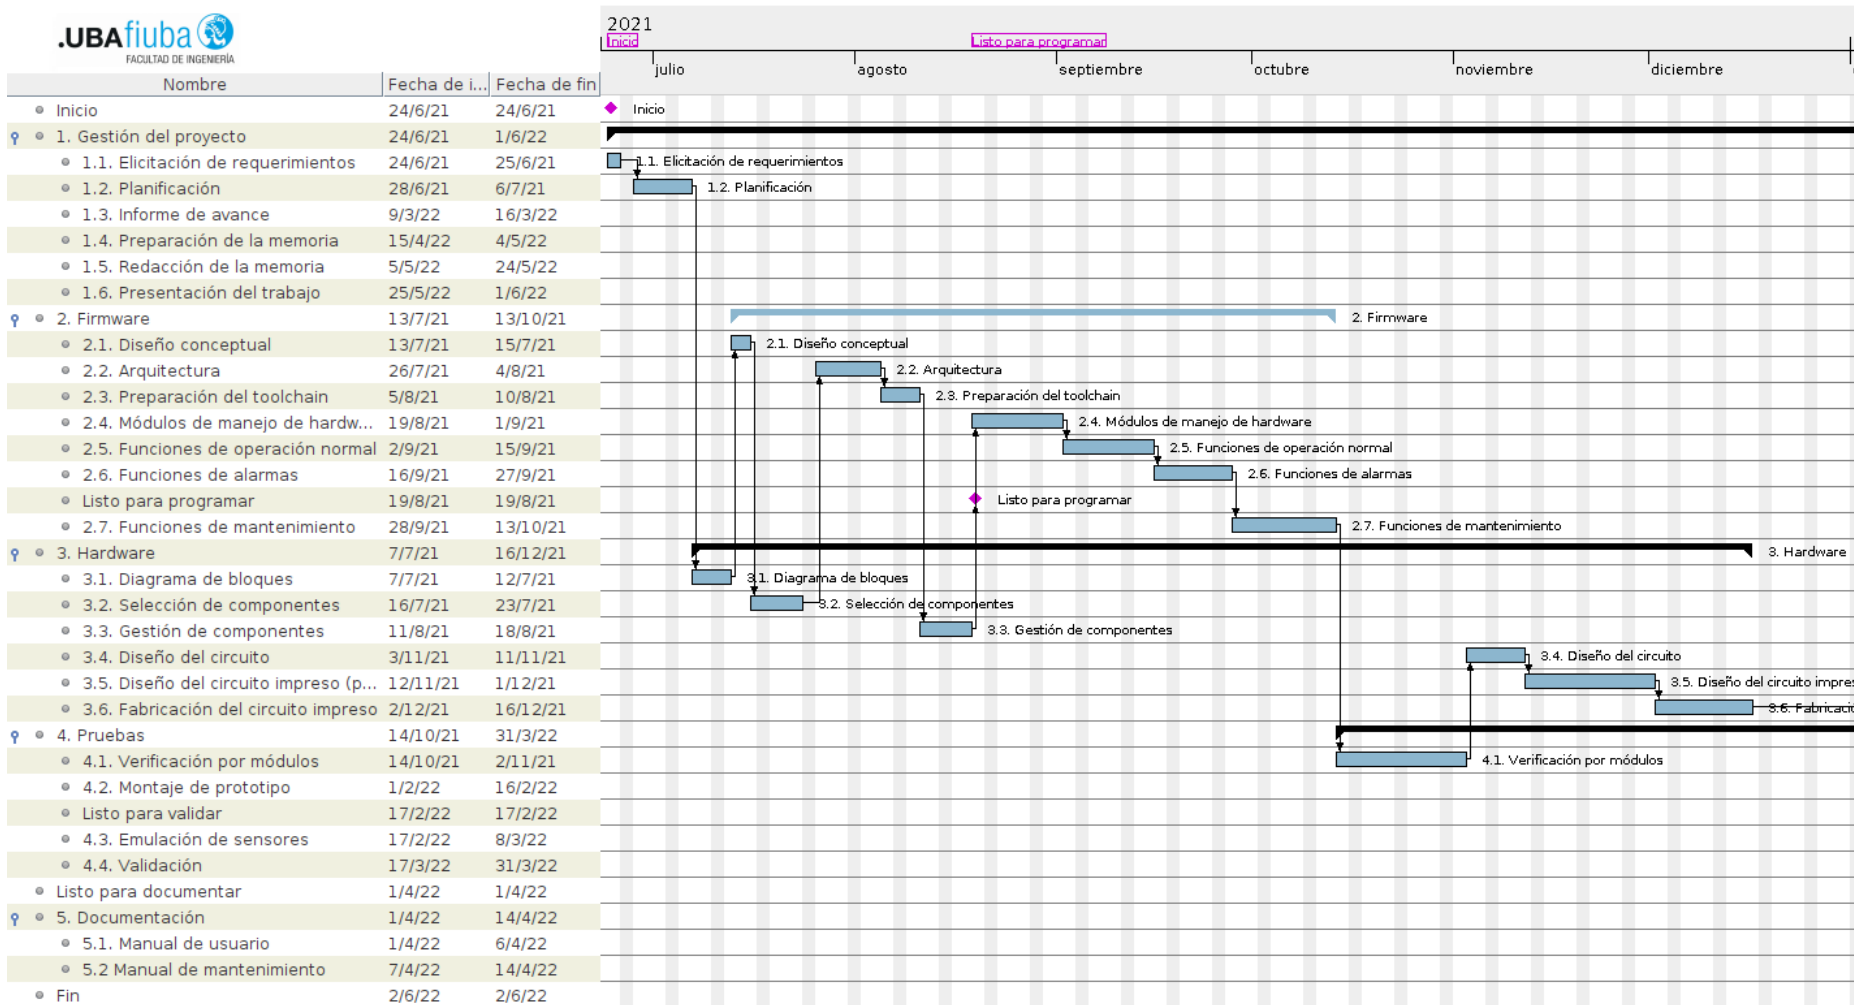 .UBAfiuba
FACULTAD DE INGENIERÍA
2021
Inicio Listo para programar
julio agosto septiembre octubre noviembre diciembre
Nombre Fecha de i... Fecha de fin
Inicio 24/6/21 24/6/21 Inicio
1. Gestión del proyecto 24/6/21 1/6/22
1.1. Elicitación de requerimientos 24/6/21 25/6/21 1.1. Elicitación de requerimientos
1.2. Planificación 28/6/21 6/7/21 1.2. Planificación
1.3. Informe de avance 9/3/22 16/3/22
1.4. Preparación de la memoria 15/4/22 4/5/22
1.5. Redacción de la memoria 5/5/22 24/5/22
1.6. Presentación del trabajo 25/5/22 1/6/22
2. Firmware 13/7/21 13/10/21 2. Firmware
2.1. Diseño conceptual 13/7/21 15/7/21 2.1. Diseño conceptual
2.2. Arquitectura 26/7/21 4/8/21 2.2. Arquitectura
2.3. Preparación del toolchain 5/8/21 10/8/21 2.3. Preparación del toolchain
2.4. Módulos de manejo de hardw... 19/8/21 1/9/21 2.4. Módulos de manejo de hardware
2.5. Funciones de operación normal 2/9/21 15/9/21 2.5. Funciones de operación normal
2.6. Funciones de alarmas 16/9/21 27/9/21 2.6. Funciones de alarmas
Listo para programar 19/8/21 19/8/21 Listo para programar
2.7. Funciones de mantenimiento 28/9/21 13/10/21 2.7. Funciones de mantenimiento
3. Hardware 7/7/21 16/12/21 3. Hardware
3.1. Diagrama de bloques 7/7/21 12/7/21 3.1. Diagrama de bloques
3.2. Selección de componentes 16/7/21 23/7/21 3.2. Selección de componentes
3.3. Gestión de componentes 11/8/21 18/8/21 3.3. Gestión de componentes
3.4. Diseño del circuito 3/11/21 11/11/21 3.4. Diseño del circuito
3.5. Diseño del circuito impreso (p... 12/11/21 1/12/21 3.5. Diseño del circuito impres
3.6. Fabricación del circuito impreso 2/12/21 16/12/21 3.6. Fabricaci
4. Pruebas 14/10/21 31/3/22
4.1. Verificación por módulos 14/10/21 2/11/21 4.1. Verificación por módulos
4.2. Montaje de prototipo 1/2/22 16/2/22
Listo para validar 17/2/22 17/2/22
4.3. Emulación de sensores 17/2/22 8/3/22
4.4. Validación 17/3/22 31/3/22
Listo para documentar 1/4/22 1/4/22
5. Documentación 1/4/22 14/4/22
5.1. Manual de usuario 1/4/22 6/4/22
5.2 Manual de mantenimiento 7/4/22 14/4/22
Fin 2/6/22 2/6/22